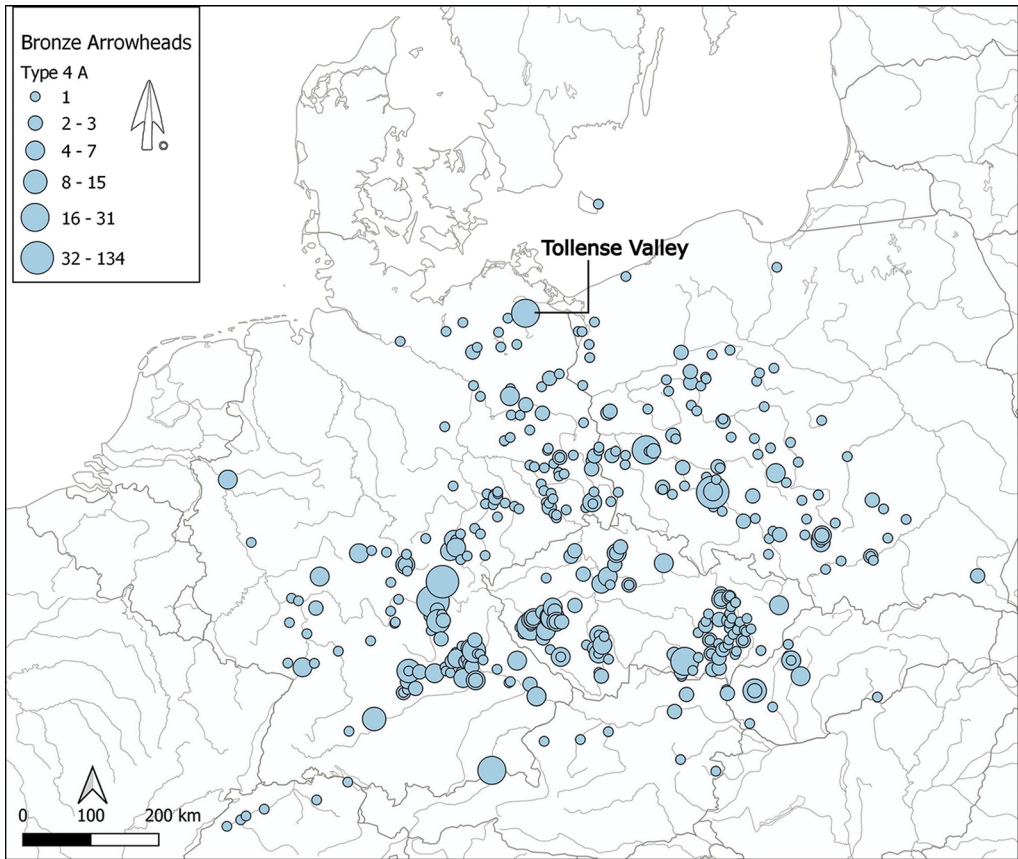 Bronze Arrowheads
Type 4 A
1
2 - 3
4 - 7
8 - 15
16 - 31
32 - 134
Tollense Valley
0 100 200 km